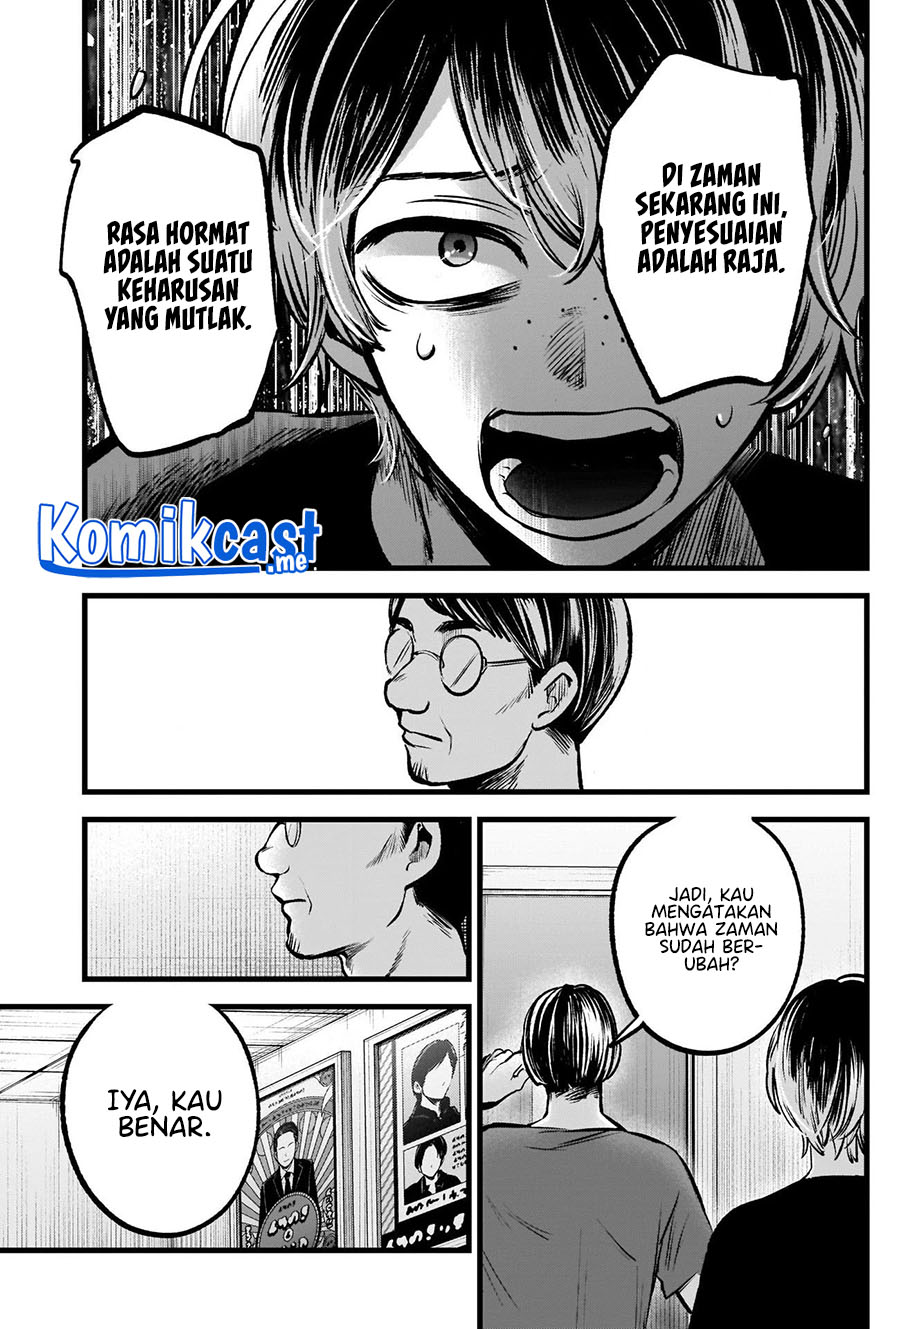 DI ZAMAN
SEKARANG INI,
PENYESUAIAN
ADALAH RAJA.
RASA HORMAT
ADALAH SUATU
KEHARUSAN
YANG MUTLAK.
Komikcast
.me
JADI, KAU
MENGATAKAN
BAHWA ZAMAN
SUDAH BER-
UBAH?
IYA, KAU
BENAR.